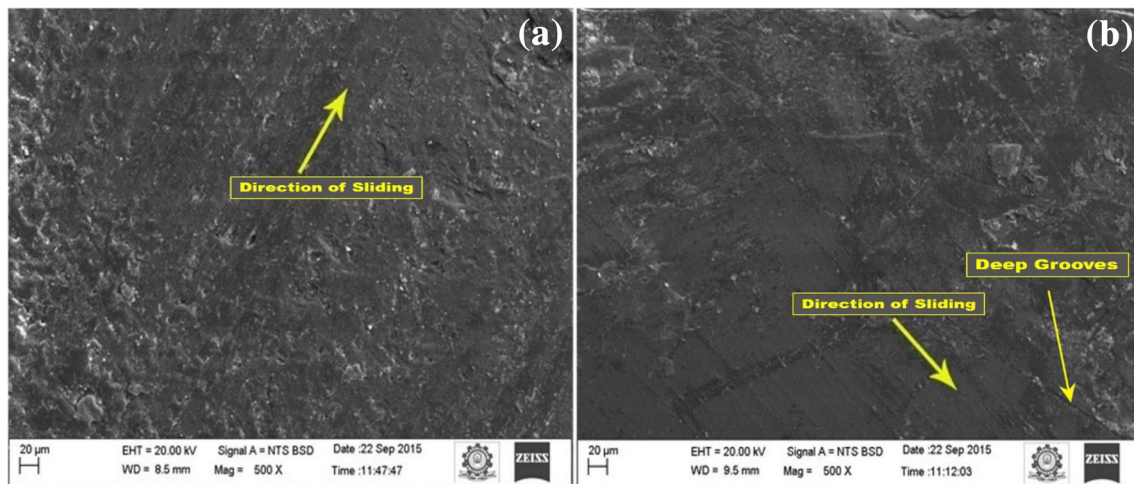 (a)
Direction of Sliding
20 µm
EHT = 20.00 kV
Signal A = NTS BSD
Date :22 Sep 2015
WD = 8.5 mm
Mag = 500 X
Time :11:47:47
ZEISS
(b)
Deep Grooves
Direction of Sliding
20 µm
EHT = 20.00 kV
Signal A = NTS BSD
Date :22 Sep 2015
WD = 9.5 mm
Mag = 500 X
Time :11:12:03
ZEISS